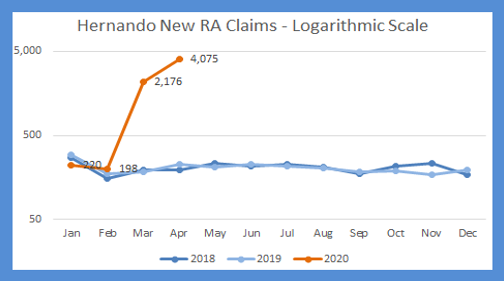 Hernando New RA Claims - Logarithmic Scale
5,000
4,075
2,176
500
220
198
50
Jan Feb Mar Apr May Jun Jul Aug Sep Oct Nov Dec
2018 2019 2020